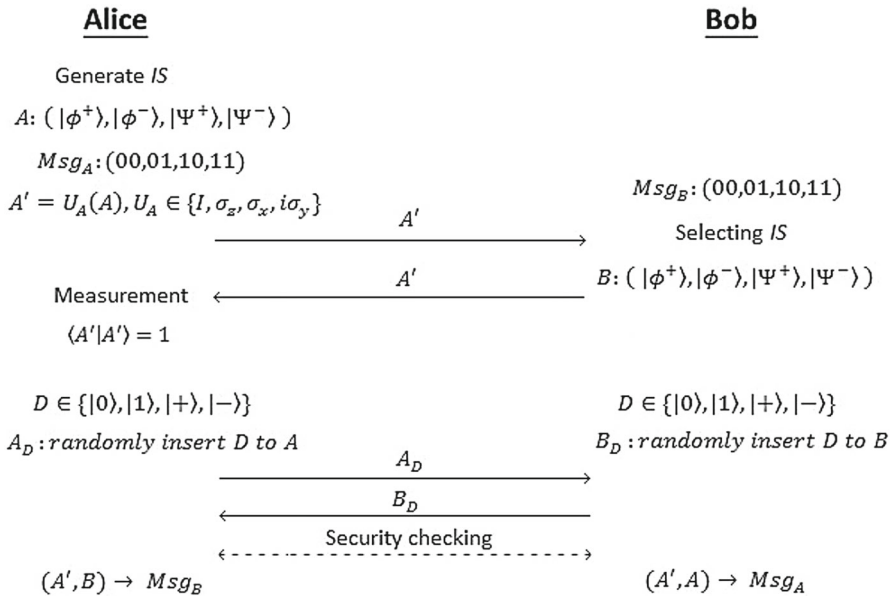 Alice
Bob
Generate IS
A: ( |ϕ⁺⟩,|ϕ⁻⟩,|Ψ⁺⟩,|Ψ⁻⟩ )
Msg_A: (00,01,10,11)
Msg_B: (00,01,10,11)
A′ = U_A(A), U_A ∈ {I, σ_z, σ_x, iσ_y}
A′
Selecting IS
A′
B: ( |ϕ⁺⟩,|ϕ⁻⟩,|Ψ⁺⟩,|Ψ⁻⟩ )
Measurement
⟨A′|A′⟩ = 1
D ∈ {|0⟩,|1⟩,|+⟩,|−⟩}
D ∈ {|0⟩,|1⟩,|+⟩,|−⟩}
A_D : randomly insert D to A
B_D : randomly insert D to B
A_D
B_D
Security checking
(A′,B) → Msg_B
(A′,A) → Msg_A